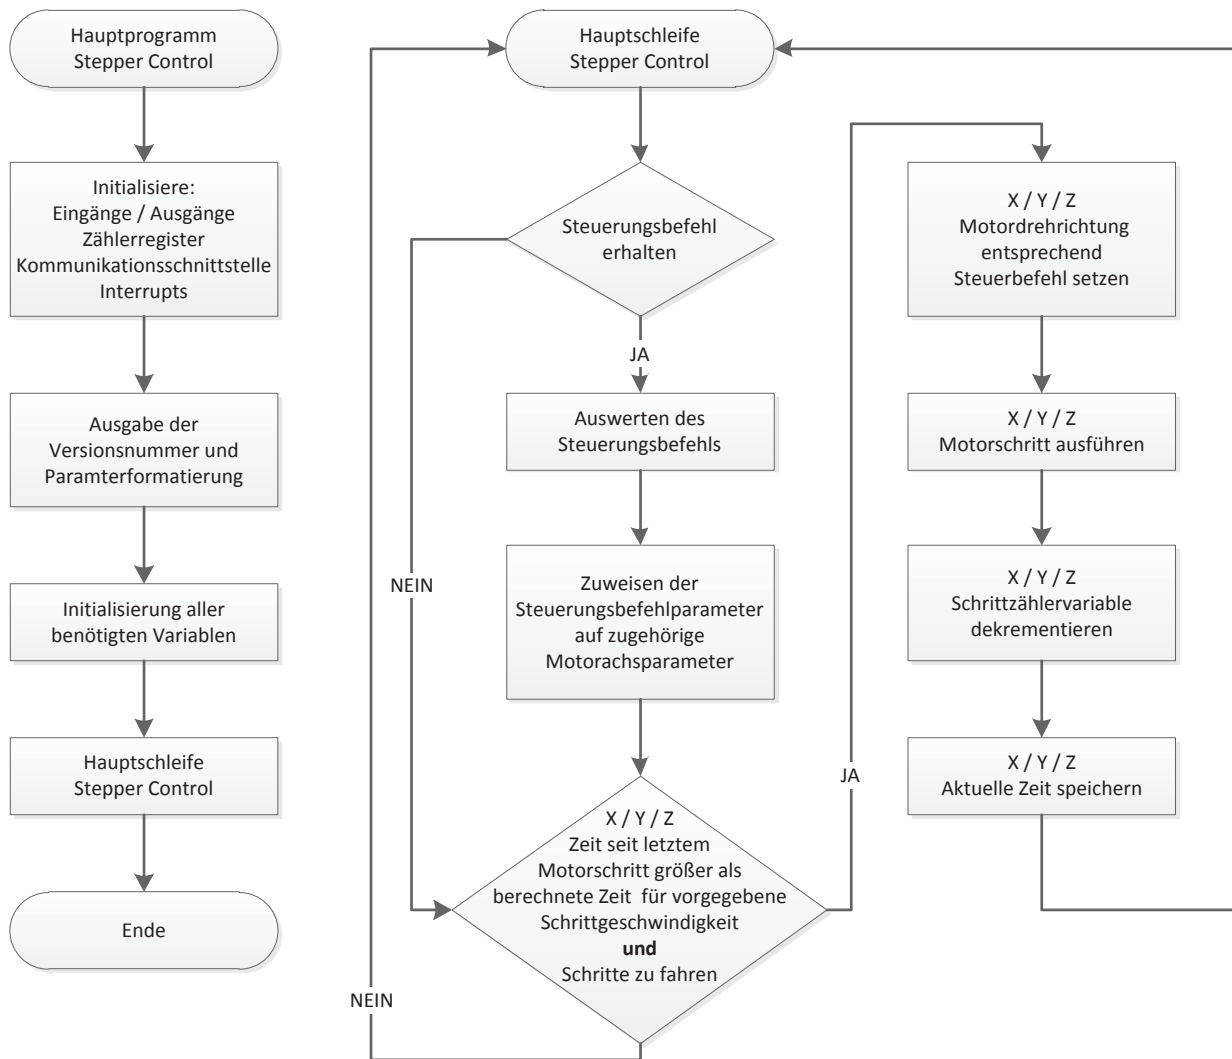 Hauptprogramm
Stepper Control
Initialisiere:
Eingänge / Ausgänge
Zählerregister
Kommunikationsschnittstelle
Interrupts
Ausgabe der
Versionsnummer und
Paramterformatierung
Initialisierung aller
benötigten Variablen
Hauptschleife
Stepper Control
Ende
Hauptschleife
Stepper Control
Steuerungsbefehl
erhalten
JA
NEIN
Auswerten des
Steuerungsbefehls
Zuweisen der
Steuerungsbefehlparameter
auf zugehörige
Motorachsparameter
X / Y / Z
Zeit seit letztem
Motorschritt größer als
berechnete Zeit für vorgegebene
Schrittgeschwindigkeit
und
Schritte zu fahren
NEIN
JA
X / Y / Z
Motordrehrichtung
entsprechend
Steuerbefehl setzen
X / Y / Z
Motorschritt ausführen
X / Y / Z
Schrittzählervariable
dekrementieren
X / Y / Z
Aktuelle Zeit speichern